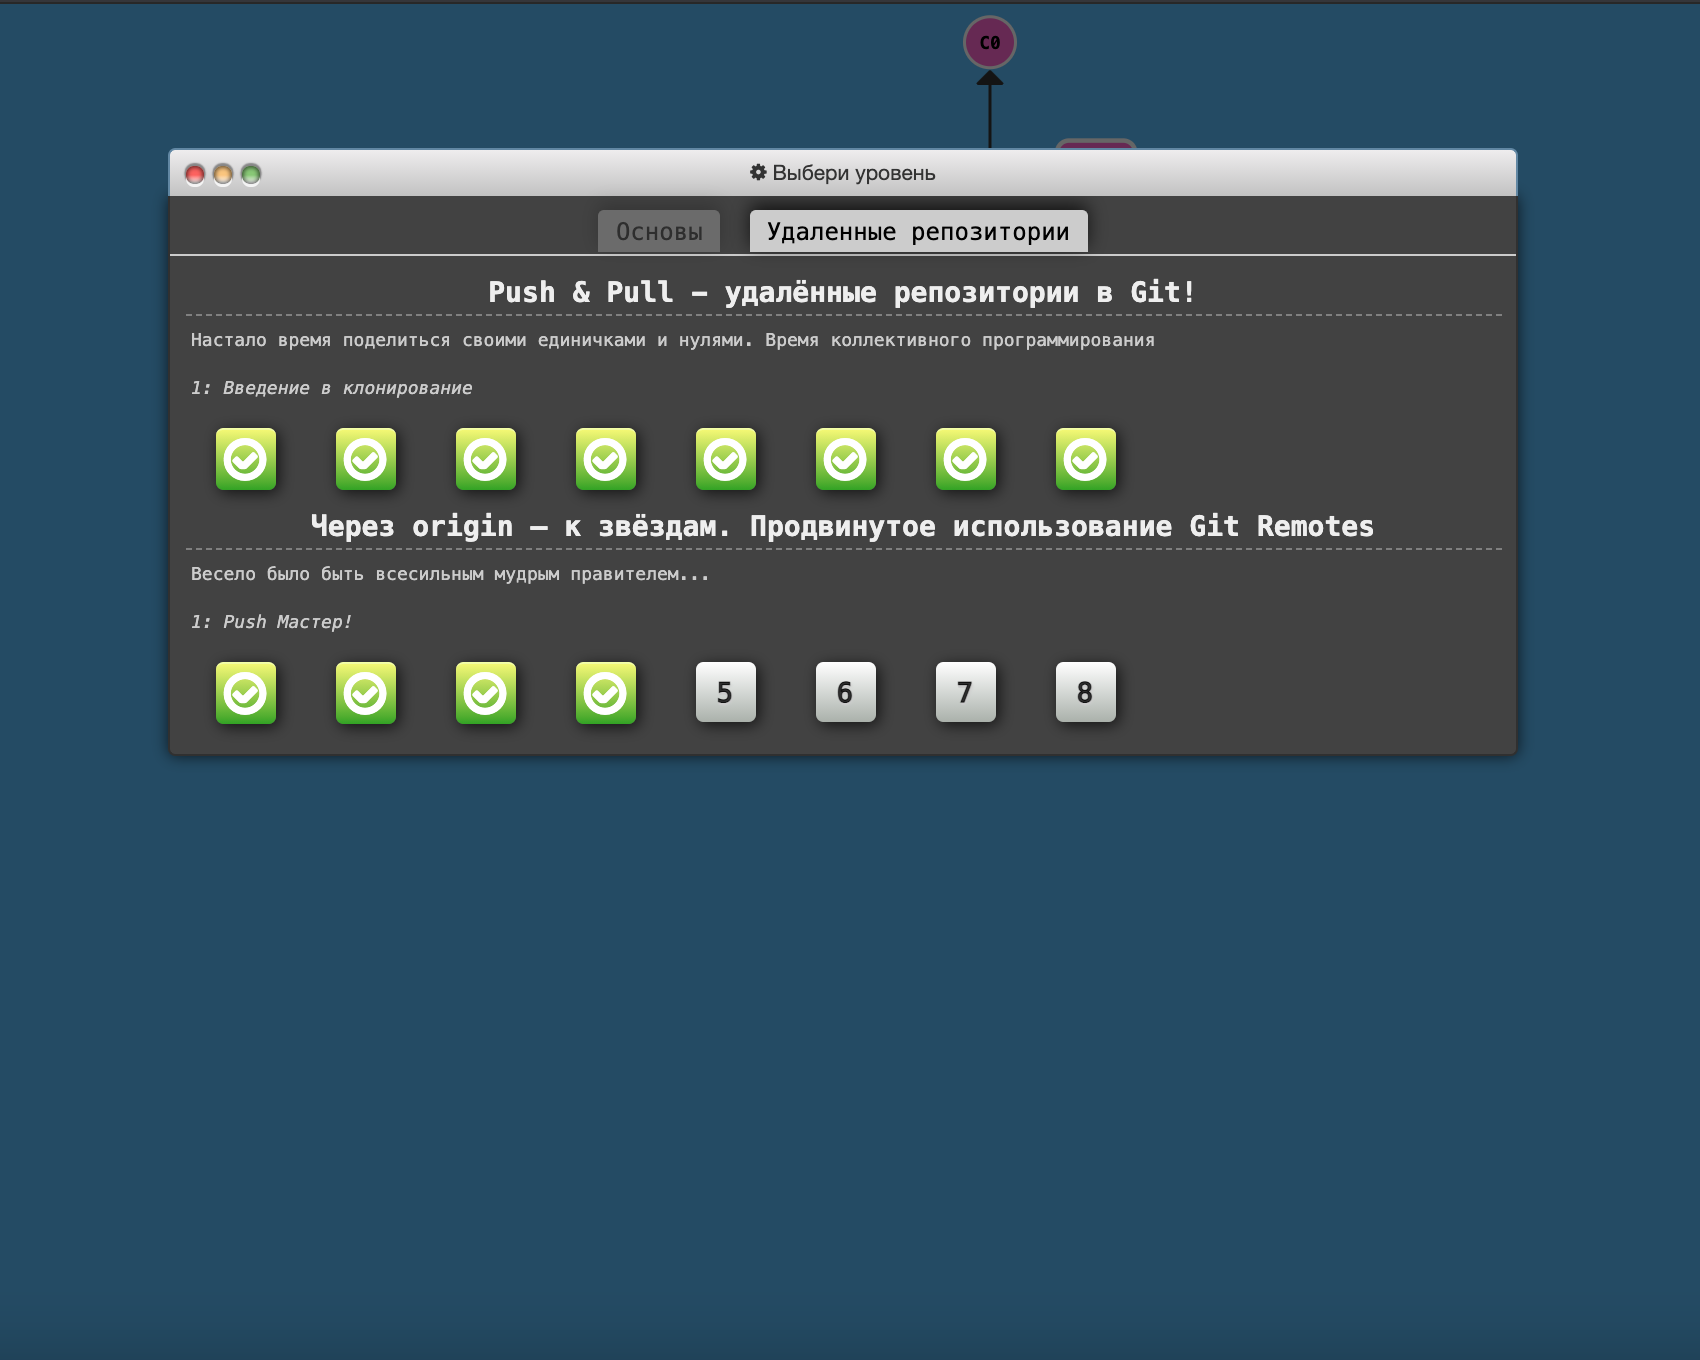 C0
Выбери уровень
Основы
Удаленные репозитории
Push & Pull – удалённые репозитории в Git!
Настало время поделиться своими единичками и нулями. Время коллективного программирования
1: Введение в клонирование
Через origin – к звёздам. Продвинутое использование Git Remotes
Весело было быть всесильным мудрым правителем...
1: Push Мастер!
5 6 7 8